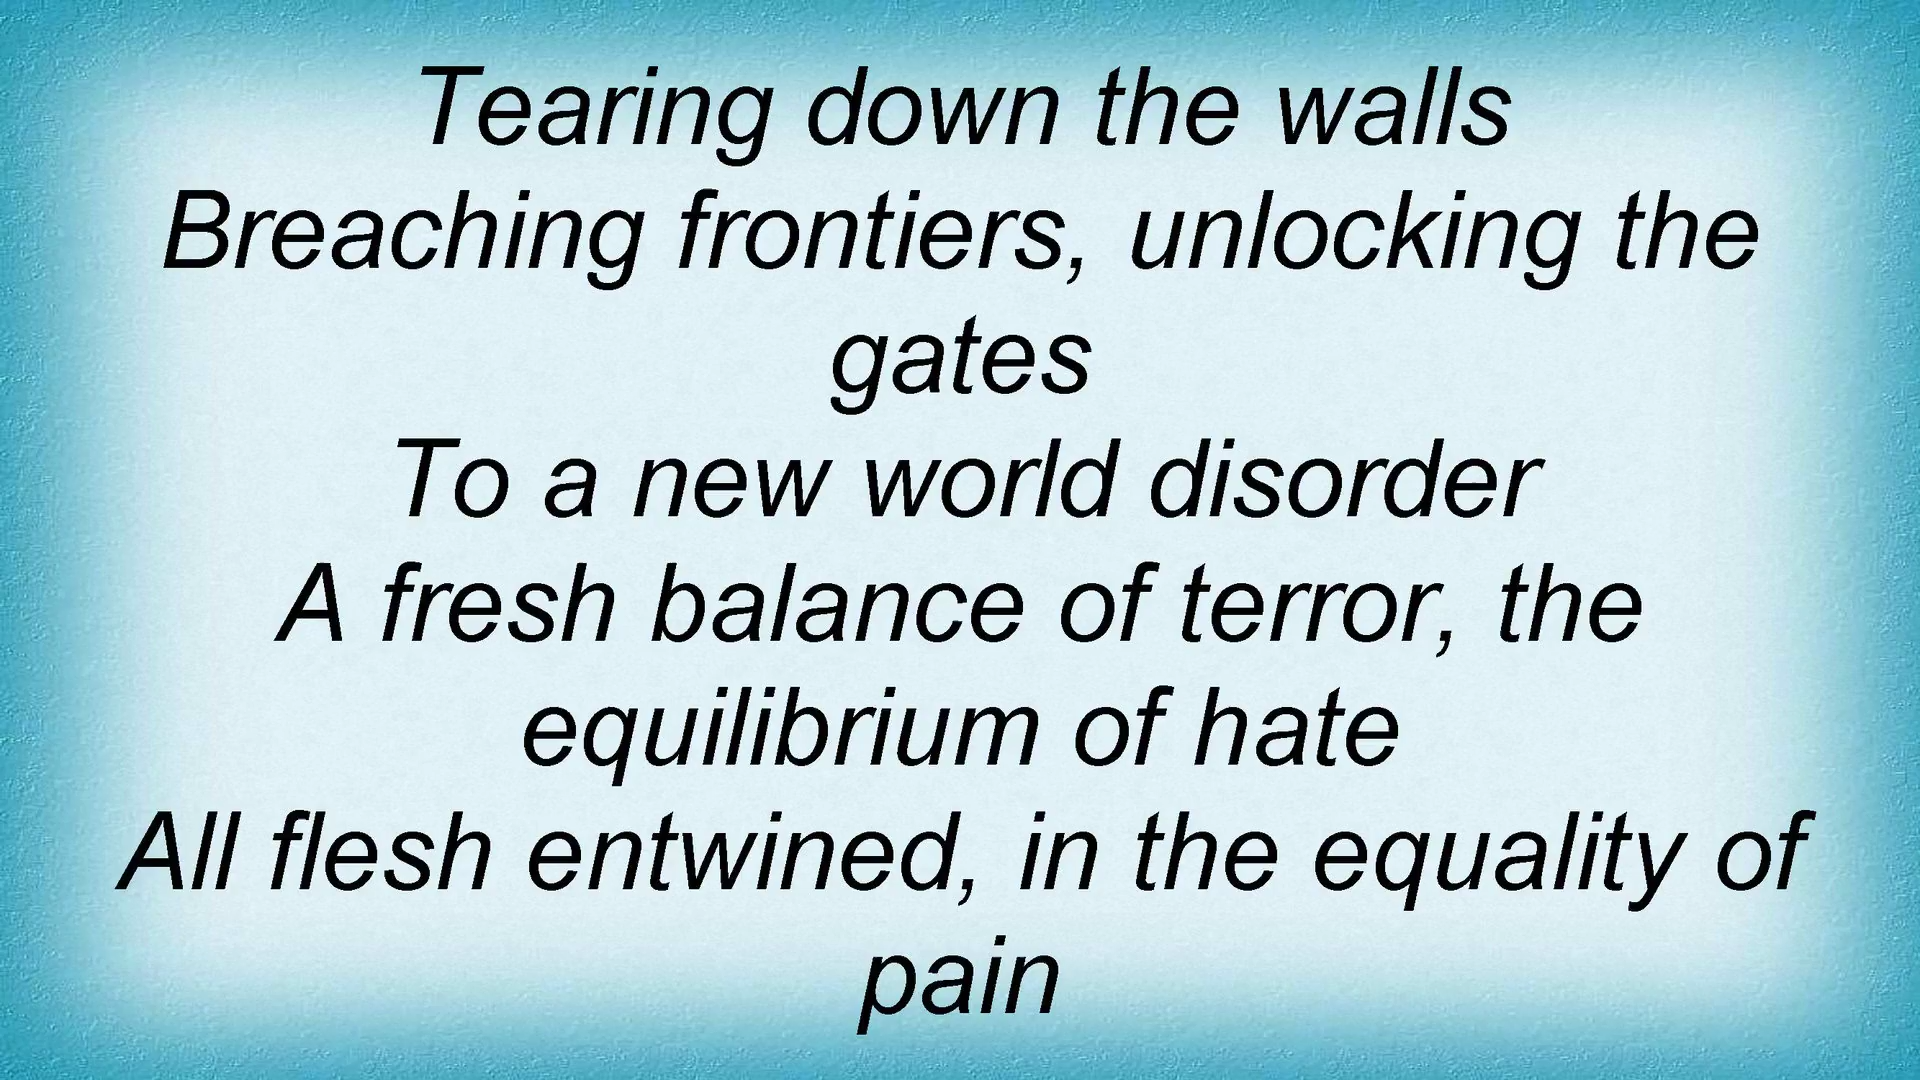 Tearing down the walls
Breaching frontiers, unlocking the
gates
To a new world disorder
A fresh balance of terror, the
equilibrium of hate
All flesh entwined, in the equality of
pain